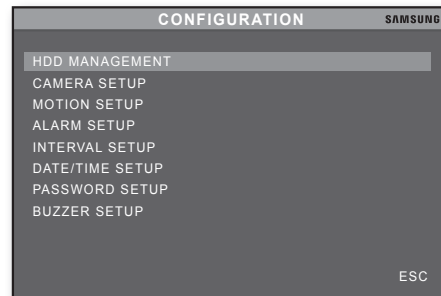 CONFIGURATION SAMSUNG
HDD MANAGEMENT
CAMERA SETUP
MOTION SETUP
ALARM SETUP
INTERVAL SETUP
DATE/TIME SETUP
PASSWORD SETUP
BUZZER SETUP
ESC